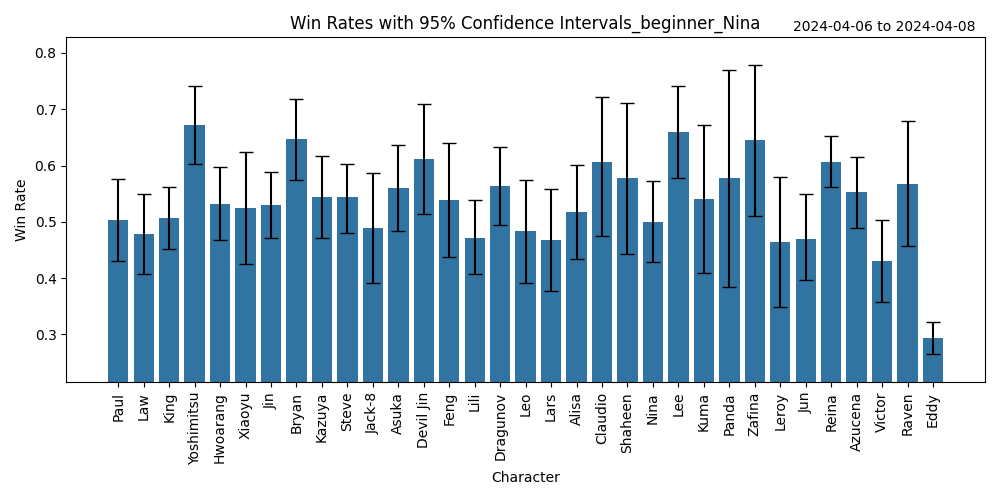 Win Rates with 95% Confidence Intervals_beginner_Nina
2024-04-06 to 2024-04-08
Win Rate
0.8
0.7
0.6
0.5
0.4
0.3
Paul
Law
King
Yoshimitsu
Hwoarang
Xiaoyu
Jin
Bryan
Kazuya
Steve
Jack-8
Asuka
Devil Jin
Feng
Lili
Dragunov
Leo
Lars
Alisa
Claudio
Shaheen
Nina
Lee
Kuma
Panda
Zafina
Leroy
Jun
Reina
Azucena
Victor
Raven
Eddy
Character